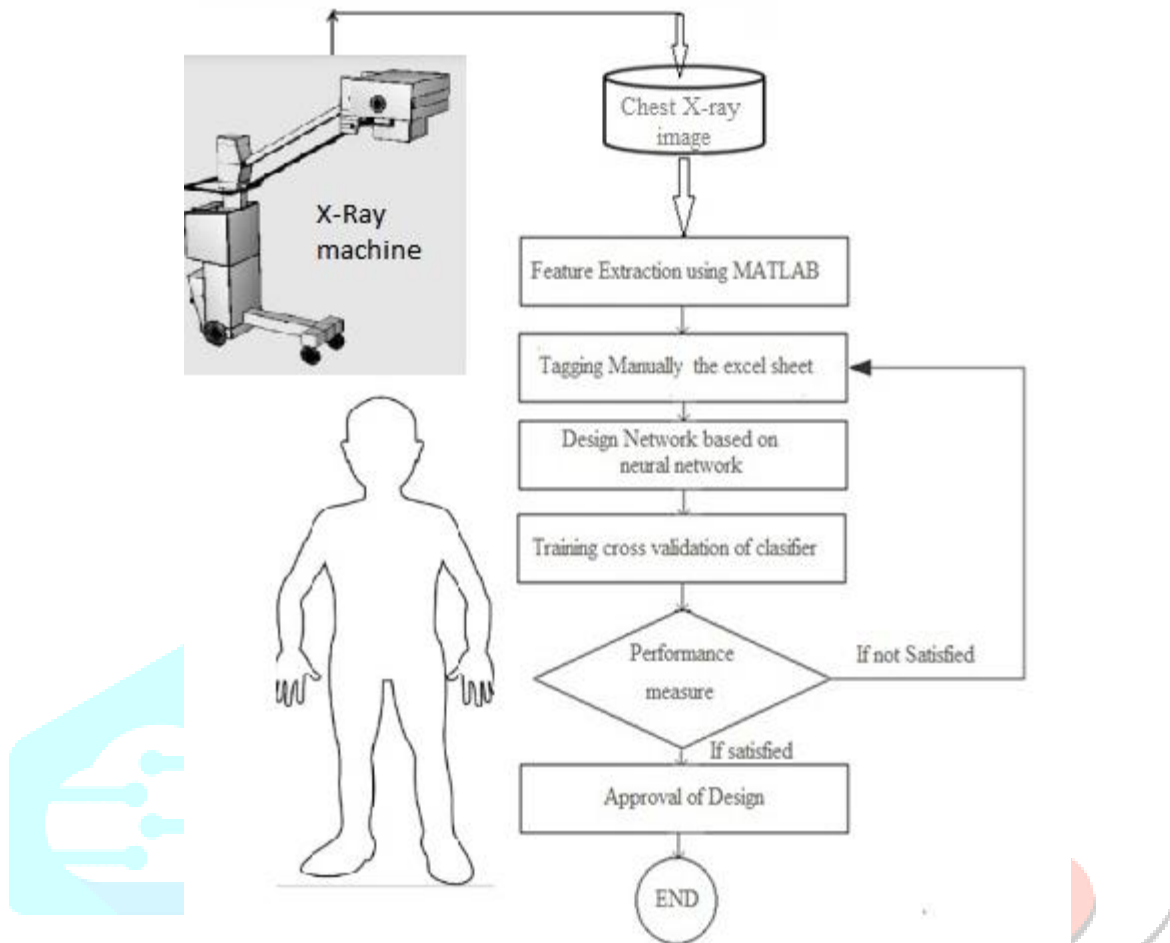 X-Ray
machine
Chest X-ray
image
Feature Extraction using MATLAB
Tagging Manually the excel sheet
Design Network based on
neural network
Training cross validation of clasifier
Performance
measure
If not Satisfied
If satisfied
Approval of Design
END